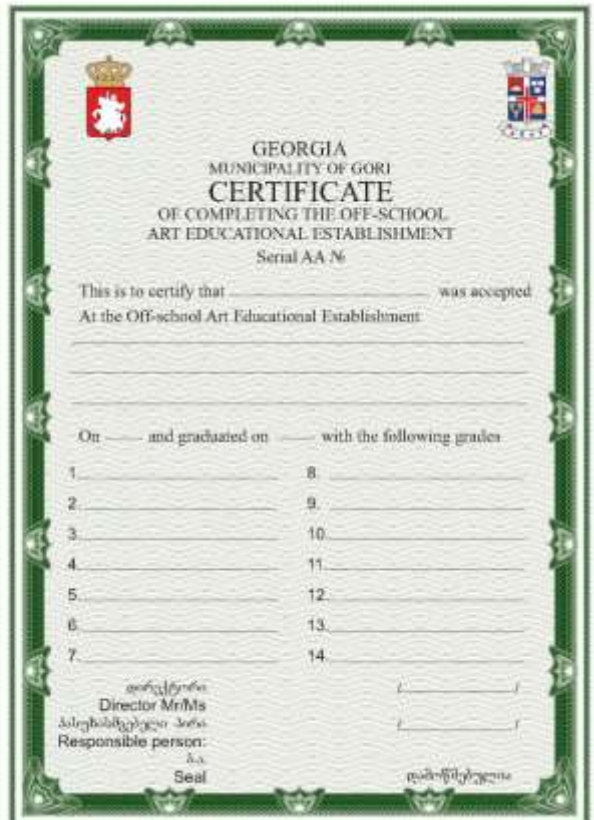 GEORGIA
MUNICIPALITY OF GORI
CERTIFICATE
OF COMPLETING THE OFF-SCHOOL
ART EDUCATIONAL ESTABLISHMENT
Serial AA №
This is to certify that was accepted
At the Off-school Art Educational Establishment
On and graduated on with the following grades
1. 8.
2. 9.
3. 10.
4. 11.
5. 12.
6. 13.
7. 14.
დირექტორი / /
Director Mr/Ms
პასუხისმგებელი პირი / /
Responsible person:
ბ.ა.
Seal დამოწმებულია